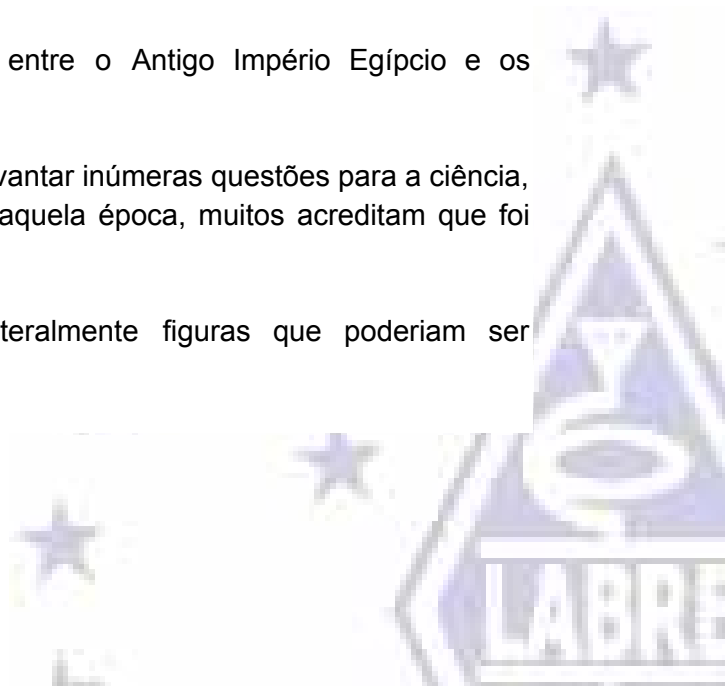 entre o Antigo Império Egípcio e os
vantar inúmeras questões para a ciência,
aquela época, muitos acreditam que foi
teralmente figuras que poderiam ser
LABRE